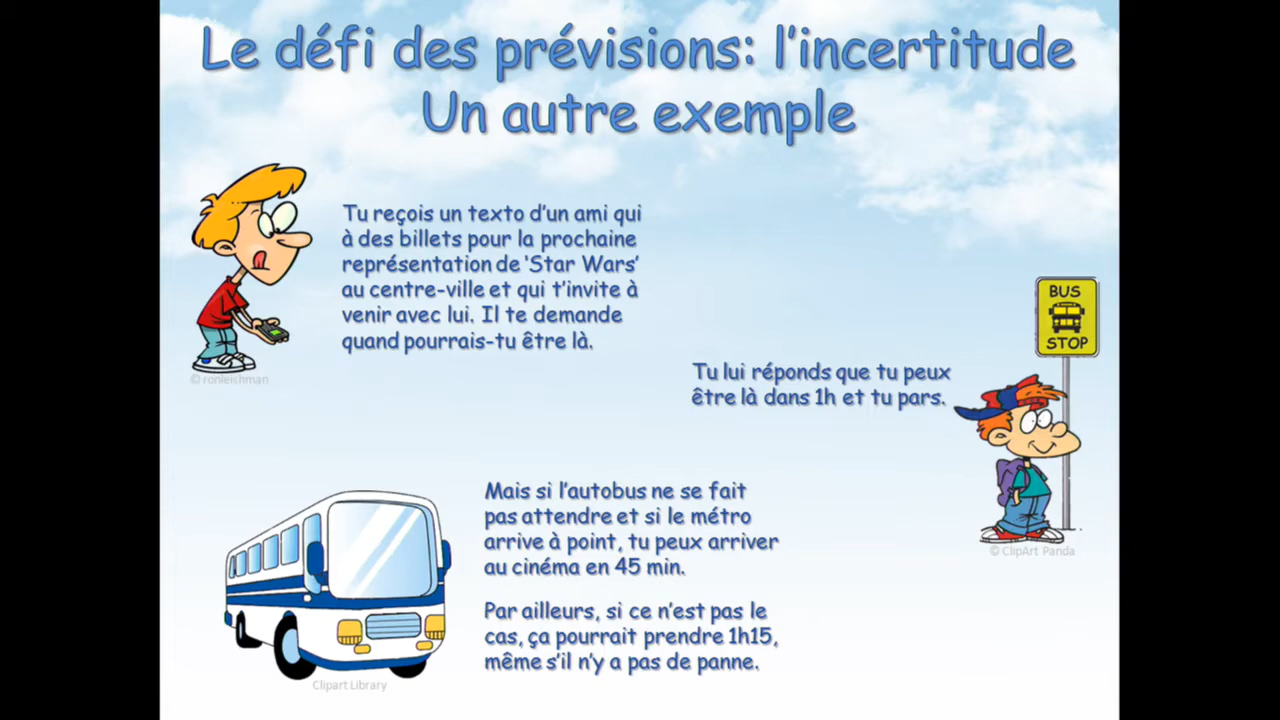 Le défi des prévisions: l'incertitude
Un autre exemple
Tu reçois un texto d'un ami qui
à des billets pour la prochaine
représentation de 'Star Wars'
au centre-ville et qui t'invite à
venir avec lui. Il te demande
quand pourrais-tu être là.
© ronleishman
BUS
STOP
Tu lui réponds que tu peux
être là dans 1h et tu pars.
© ClipArt Panda
Mais si l'autobus ne se fait
pas attendre et si le métro
arrive à point, tu peux arriver
au cinéma en 45 min.
Par ailleurs, si ce n'est pas le
cas, ça pourrait prendre 1h15,
même s'il n'y a pas de panne.
Clipart Library